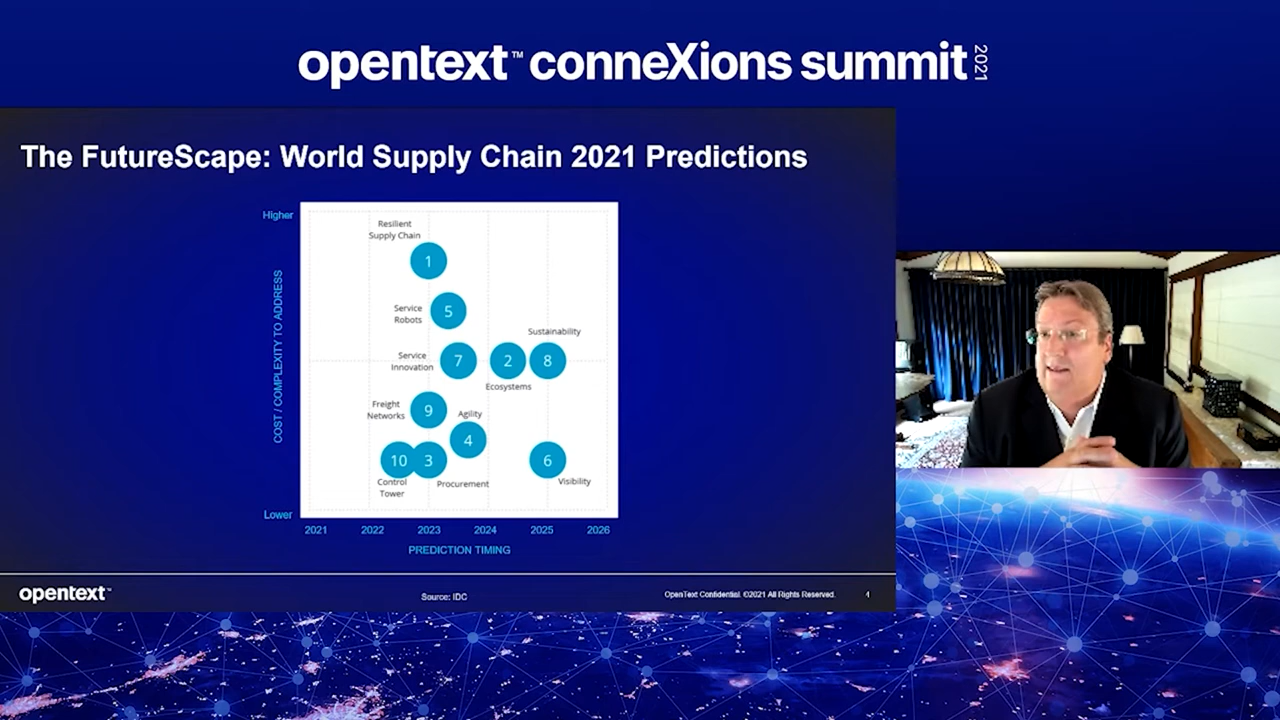 opentext™ conneXions summit 2021
The FutureScape: World Supply Chain 2021 Predictions
Higher
COST / COMPLEXITY TO ADDRESS
Lower
Resilient
Supply Chain
1
Service
Robots
5
Sustainability
Service
Innovation
7
2
8
Ecosystems
Freight
Networks
9
Agility
4
10
3
6
Control
Tower
Procurement
Visibility
2021
2022
2023
2024
2025
2026
PREDICTION TIMING
opentext™
Source: IDC
OpenText Confidential. ©2021 All Rights Reserved.
4